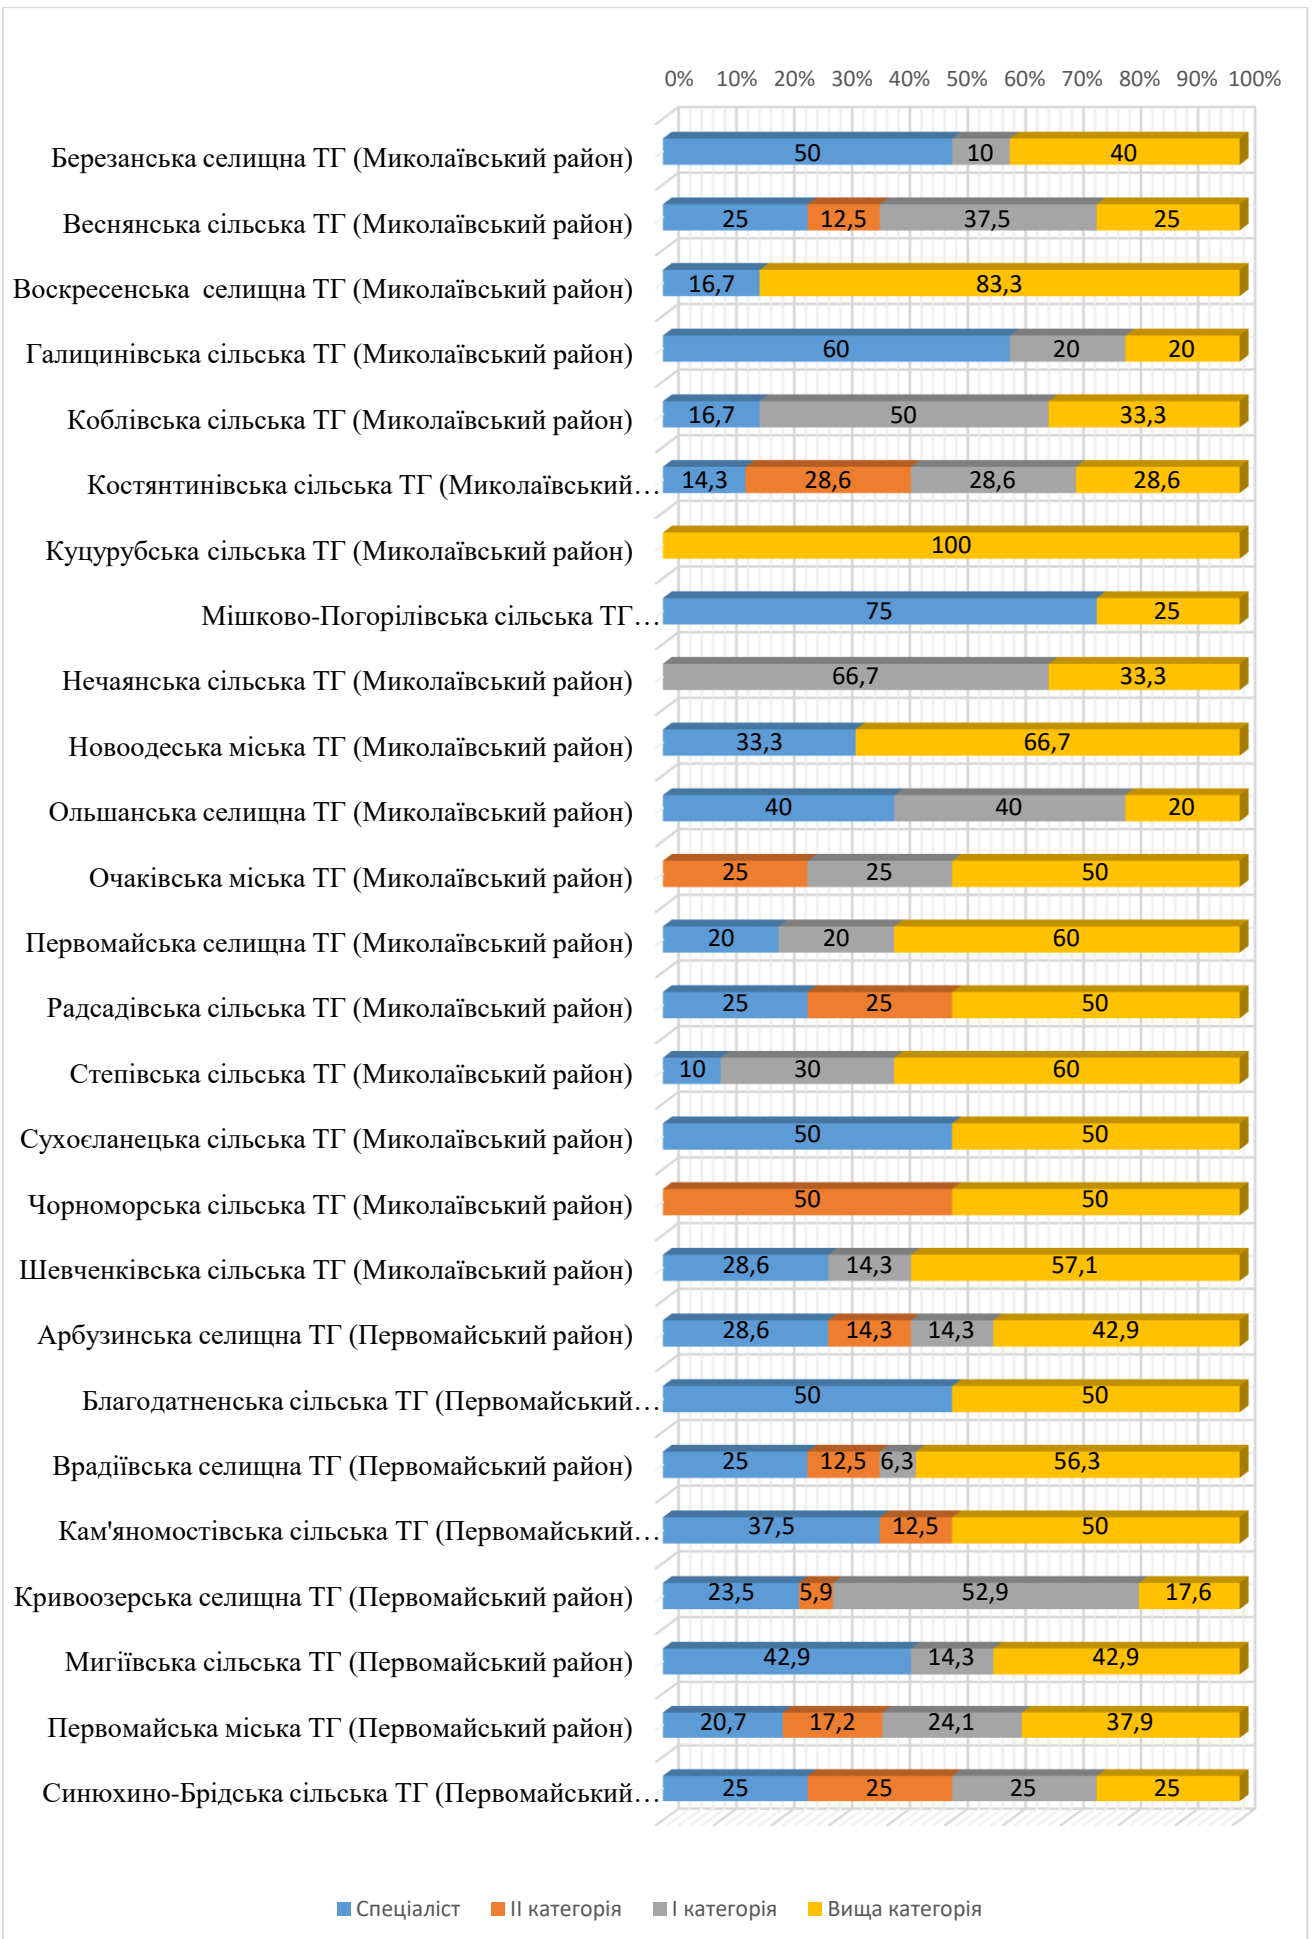 0% 10% 20% 30% 40% 50% 60% 70% 80% 90% 100%
Березанська селищна ТГ (Миколаївський район) 50 10 40
Веснянська сільська ТГ (Миколаївський район) 25 12,5 37,5 25
Воскресенська селищна ТГ (Миколаївський район) 16,7 83,3
Галицинівська сільська ТГ (Миколаївський район) 60 20 20
Коблівська сільська ТГ (Миколаївський район) 16,7 50 33,3
Костянтинівська сільська ТГ (Миколаївський… 14,3 28,6 28,6 28,6
Куцурубська сільська ТГ (Миколаївський район) 100
Мішково-Погорілівська сільська ТГ… 75 25
Нечаянська сільська ТГ (Миколаївський район) 66,7 33,3
Новоодеська міська ТГ (Миколаївський район) 33,3 66,7
Ольшанська селищна ТГ (Миколаївський район) 40 40 20
Очаківська міська ТГ (Миколаївський район) 25 25 50
Первомайська селищна ТГ (Миколаївський район) 20 20 60
Радсадівська сільська ТГ (Миколаївський район) 25 25 50
Степівська сільська ТГ (Миколаївський район) 10 30 60
Сухоєланецька сільська ТГ (Миколаївський район) 50 50
Чорноморська сільська ТГ (Миколаївський район) 50 50
Шевченківська сільська ТГ (Миколаївський район) 28,6 14,3 57,1
Арбузинська селищна ТГ (Первомайський район) 28,6 14,3 14,3 42,9
Благодатненська сільська ТГ (Первомайський… 50 50
Врадіївська селищна ТГ (Первомайський район) 25 12,5 6,3 56,3
Кам'яномостівська сільська ТГ (Первомайський… 37,5 12,5 50
Кривоозерська селищна ТГ (Первомайський район) 23,5 5,9 52,9 17,6
Мигіївська сільська ТГ (Первомайський район) 42,9 14,3 42,9
Первомайська міська ТГ (Первомайський район) 20,7 17,2 24,1 37,9
Синюхино-Брідська сільська ТГ (Первомайський… 25 25 25 25
Спеціаліст ІІ категорія І категорія Вища категорія